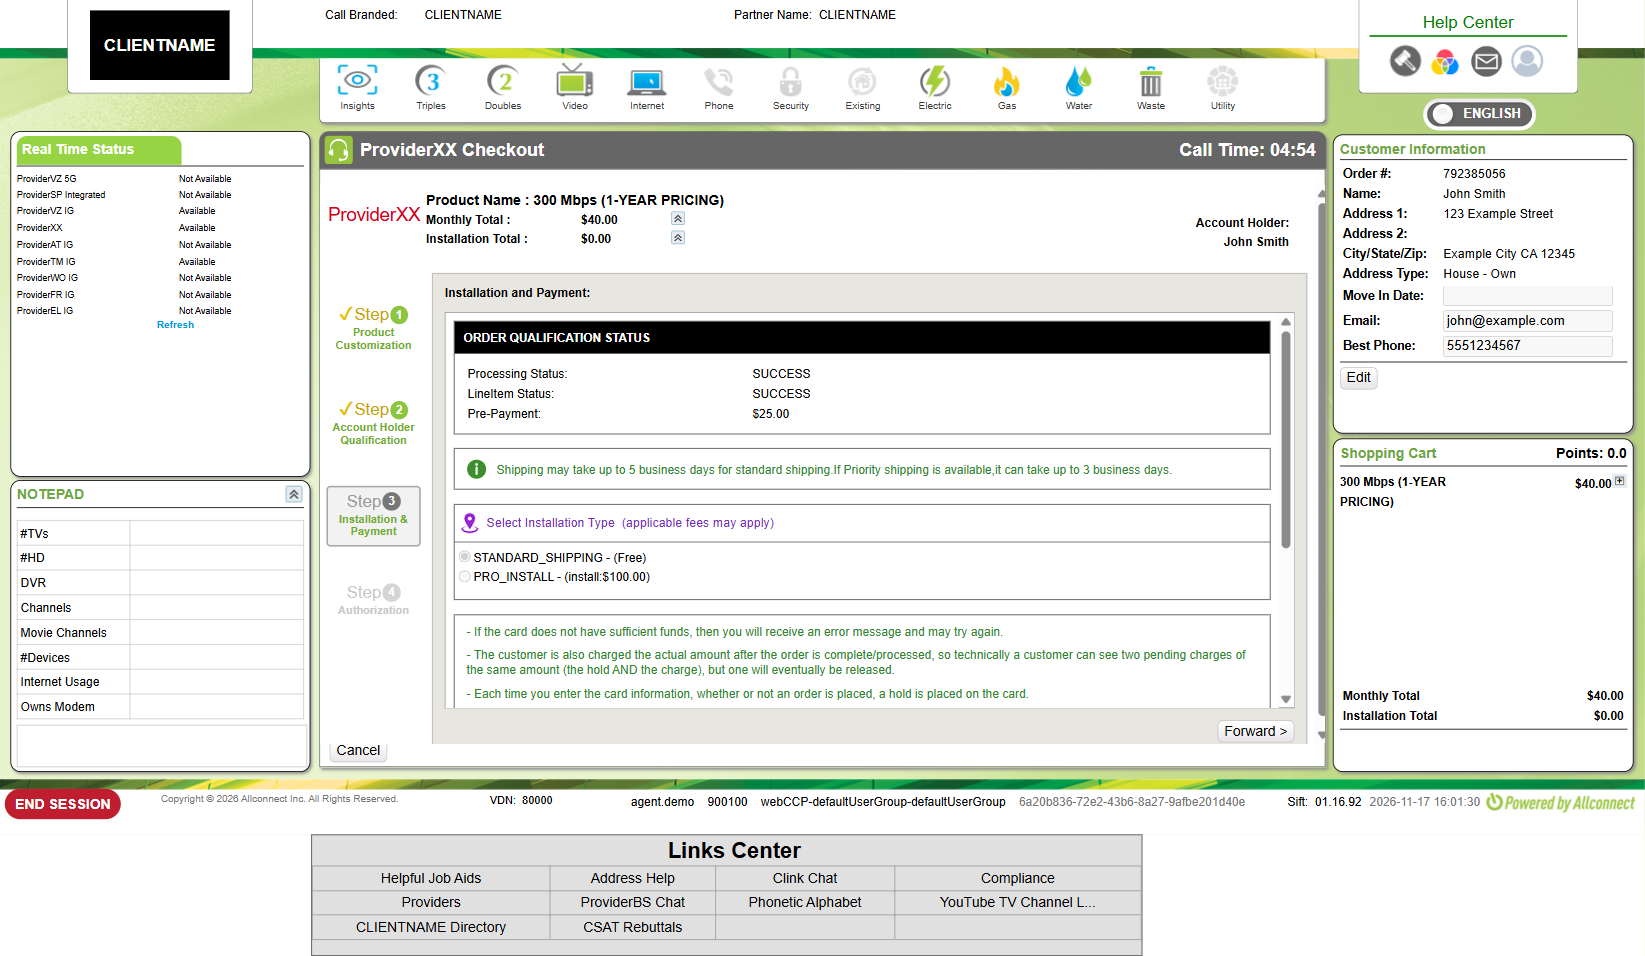 CLIENTNAME
Call Branded: CLIENTNAME
Partner Name: CLIENTNAME
Help Center
ENGLISH
Insights
Triples
Doubles
Video
Internet
Phone
Security
Existing
Electric
Gas
Water
Waste
Utility
3
2
Real Time Status
ProviderVZ 5G Not Available
ProviderSP Integrated Not Available
ProviderVZ IG Available
ProviderXX Available
ProviderAT IG Not Available
ProviderTM IG Available
ProviderWO IG Not Available
ProviderFR IG Not Available
ProviderEL IG Not Available
Refresh
NOTEPAD
#TVs
#HD
DVR
Channels
Movie Channels
#Devices
Internet Usage
Owns Modem
ProviderXX Checkout
Call Time: 04:54
ProviderXX
Product Name : 300 Mbps (1-YEAR PRICING)
Monthly Total : $40.00
Installation Total : $0.00
Account Holder:
John Smith
Step 1
Product
Customization
Step 2
Account Holder
Qualification
Step 3
Installation &
Payment
Step 4
Authorization
Installation and Payment:
ORDER QUALIFICATION STATUS
Processing Status: SUCCESS
LineItem Status: SUCCESS
Pre-Payment: $25.00
Shipping may take up to 5 business days for standard shipping.If Priority shipping is available,it can take up to 3 business days.
Select Installation Type (applicable fees may apply)
STANDARD_SHIPPING - (Free)
PRO_INSTALL - (install:$100.00)
- If the card does not have sufficient funds, then you will receive an error message and may try again.
- The customer is also charged the actual amount after the order is complete/processed, so technically a customer can see two pending charges of
the same amount (the hold AND the charge), but one will eventually be released.
- Each time you enter the card information, whether or not an order is placed, a hold is placed on the card.
Forward >
Cancel
Customer Information
Order #: 792385056
Name: John Smith
Address 1: 123 Example Street
Address 2:
City/State/Zip: Example City CA 12345
Address Type: House - Own
Move In Date:
Email: john@example.com
Best Phone: 5551234567
Edit
Shopping Cart Points: 0.0
300 Mbps (1-YEAR $40.00
PRICING)
Monthly Total $40.00
Installation Total $0.00
END SESSION
Copyright © 2026 Allconnect Inc. All Rights Reserved.
VDN: 80000
agent.demo 900100 webCCP-defaultUserGroup-defaultUserGroup 6a20b836-72e2-43b6-8a27-9afbe201d40e
Sift: 01.16.92 2026-11-17 16:01:30
Powered by Allconnect
Links Center
Helpful Job Aids Address Help Clink Chat Compliance
Providers ProviderBS Chat Phonetic Alphabet YouTube TV Channel L...
CLIENTNAME Directory CSAT Rebuttals